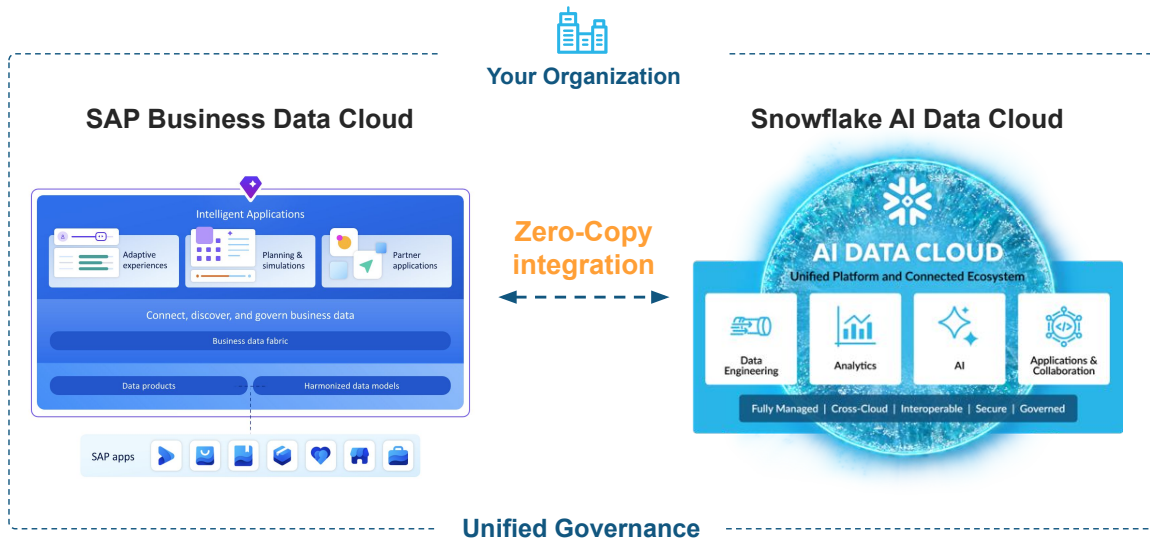 Your Organization
SAP Business Data Cloud
Intelligent Applications
Adaptive
experiences
Planning &
simulations
Partner
applications
Connect, discover, and govern business data
Business data fabric
Data products
Harmonized data models
SAP apps
Zero-Copy
integration
Snowflake AI Data Cloud
AI DATA CLOUD
Unified Platform and Connected Ecosystem
Data
Engineering
Analytics
AI
Applications &
Collaboration
Fully Managed | Cross-Cloud | Interoperable | Secure | Governed
Unified Governance